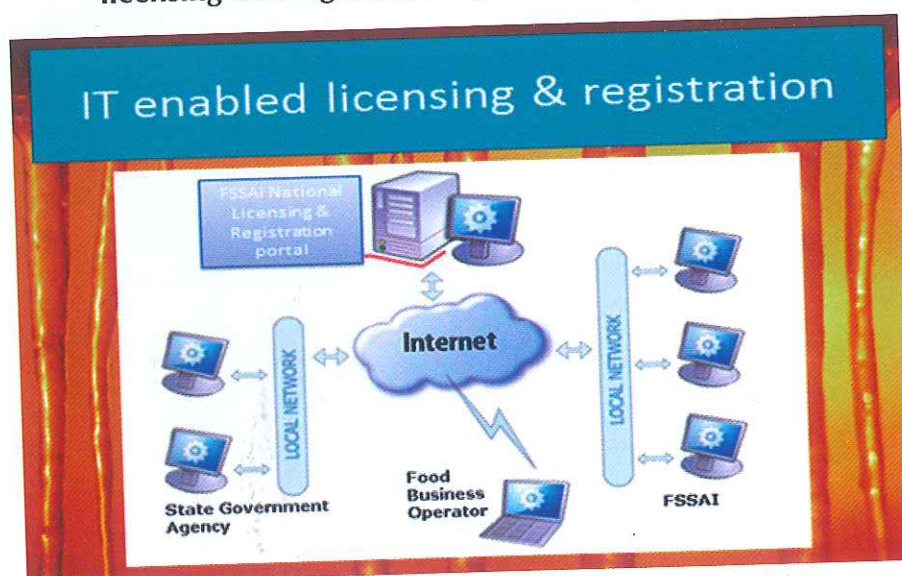 licensing
IT enabled licensing & registration
FSSAI National
Licensing &
Registration
portal
Internet
LOCAL NETWORK
LOCAL NETWORK
State Government
Agency
Food
Business
Operator
FSSAI